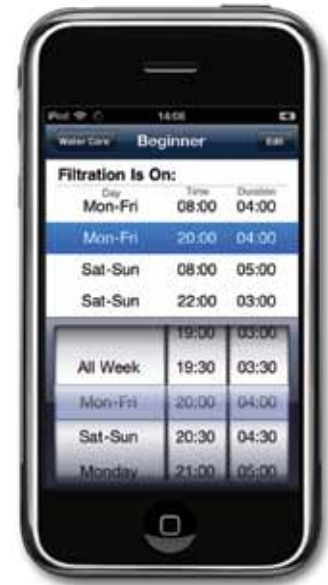 iPod 14:06
Water Care Beginner Edit
Filtration Is On:
Day Time Duration
Mon-Fri 08:00 04:00
Mon-Fri 20:00 04:00
Sat-Sun 08:00 05:00
Sat-Sun 22:00 03:00
19:00 03:00
All Week 19:30 03:30
Mon-Fri 20:00 04:00
Sat-Sun 20:30 04:30
Monday 21:00 05:00